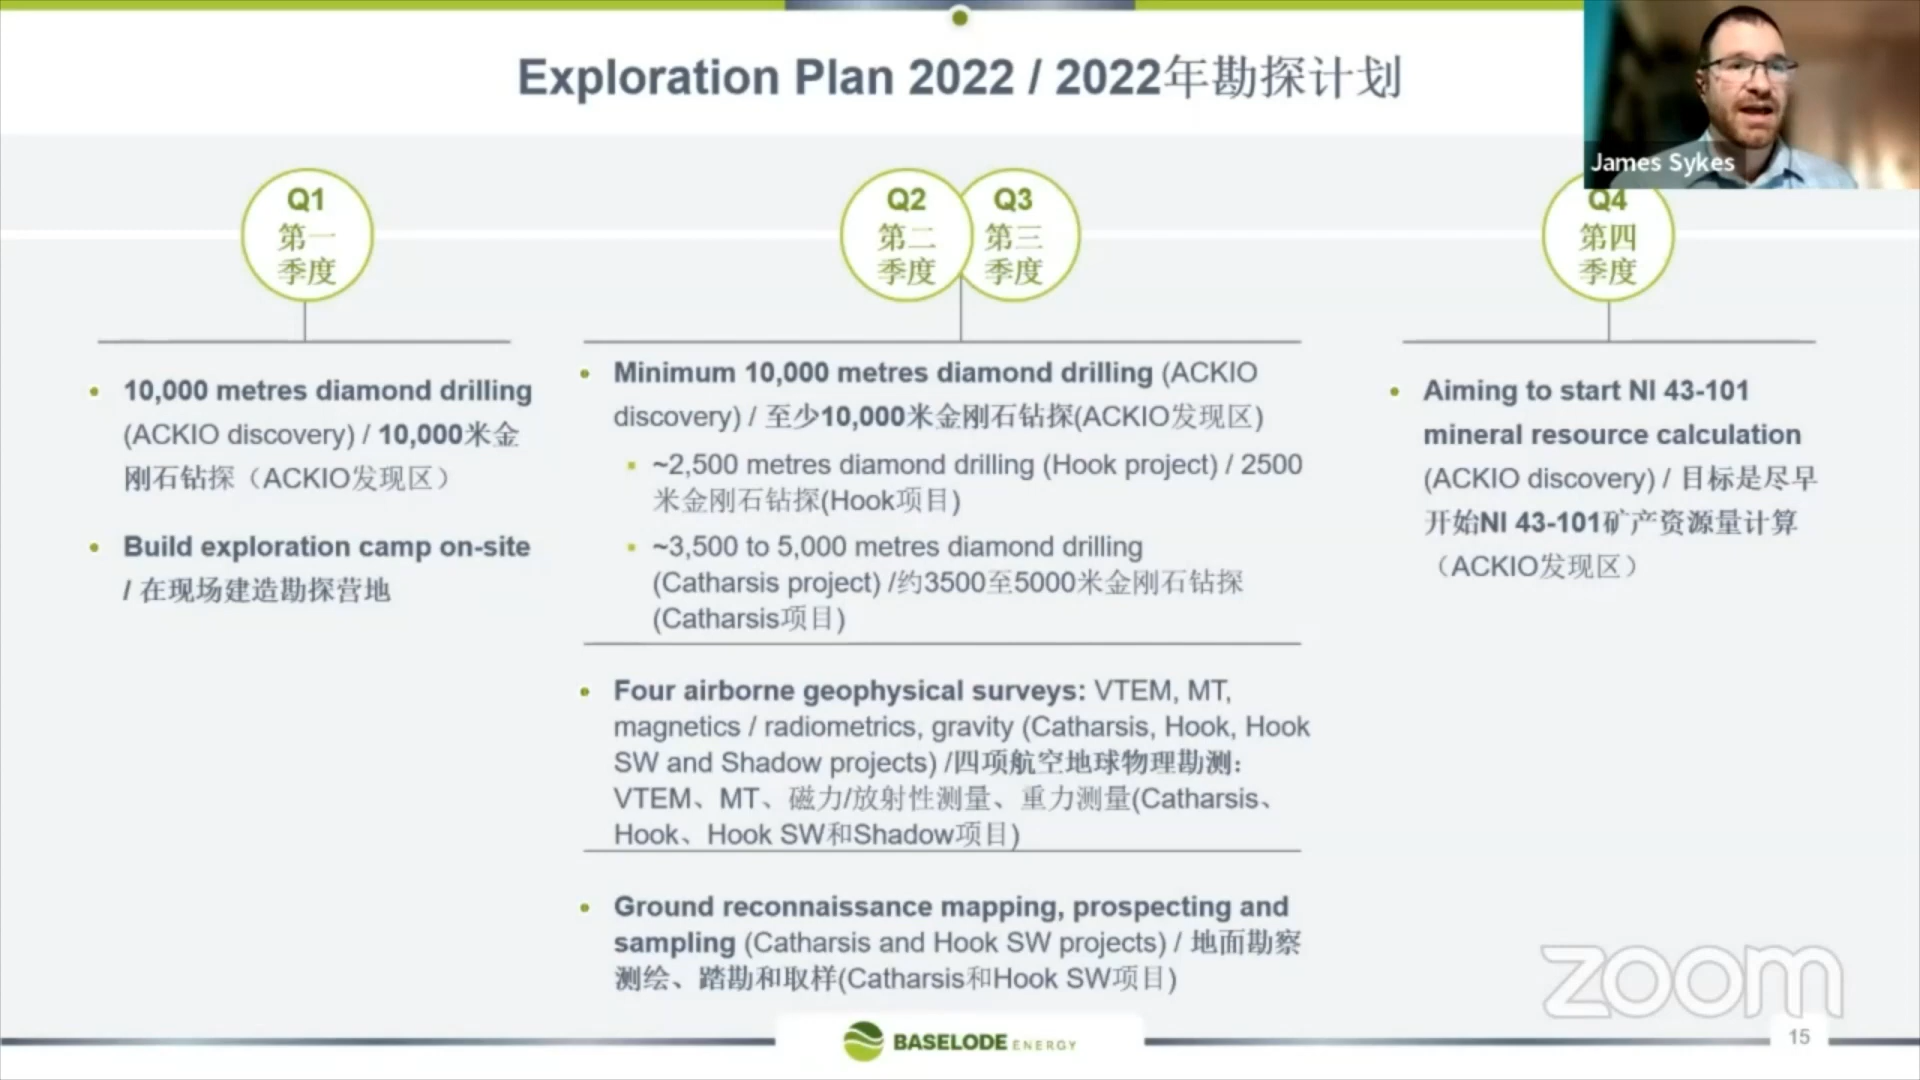 Exploration Plan 2022 / 2022年勘探计划
James Sykes
Q1
第一
季度
10,000 metres diamond drilling
(ACKIO discovery) / 10,000米金
刚石钻探（ACKIO发现区）
Build exploration camp on-site
/ 在现场建造勘探营地
Q2
第二
季度
Q3
第三
季度
Minimum 10,000 metres diamond drilling (ACKIO
discovery) / 至少10,000米金刚石钻探(ACKIO发现区)
~2,500 metres diamond drilling (Hook project) / 2500
米金刚石钻探(Hook项目)
~3,500 to 5,000 metres diamond drilling
(Catharsis project) /约3500至5000米金刚石钻探
(Catharsis项目)
Four airborne geophysical surveys: VTEM, MT,
magnetics / radiometrics, gravity (Catharsis, Hook, Hook
SW and Shadow projects) /四项航空地球物理勘测：
VTEM、MT、磁力/放射性测量、重力测量(Catharsis、
Hook、Hook SW和Shadow项目)
Ground reconnaissance mapping, prospecting and
sampling (Catharsis and Hook SW projects) / 地面勘察
测绘、踏勘和取样(Catharsis和Hook SW项目)
Q4
第四
季度
Aiming to start NI 43-101
mineral resource calculation
(ACKIO discovery) / 目标是尽早
开始NI 43-101矿产资源量计算
（ACKIO发现区）
zoom
BASELODE ENERGY
15